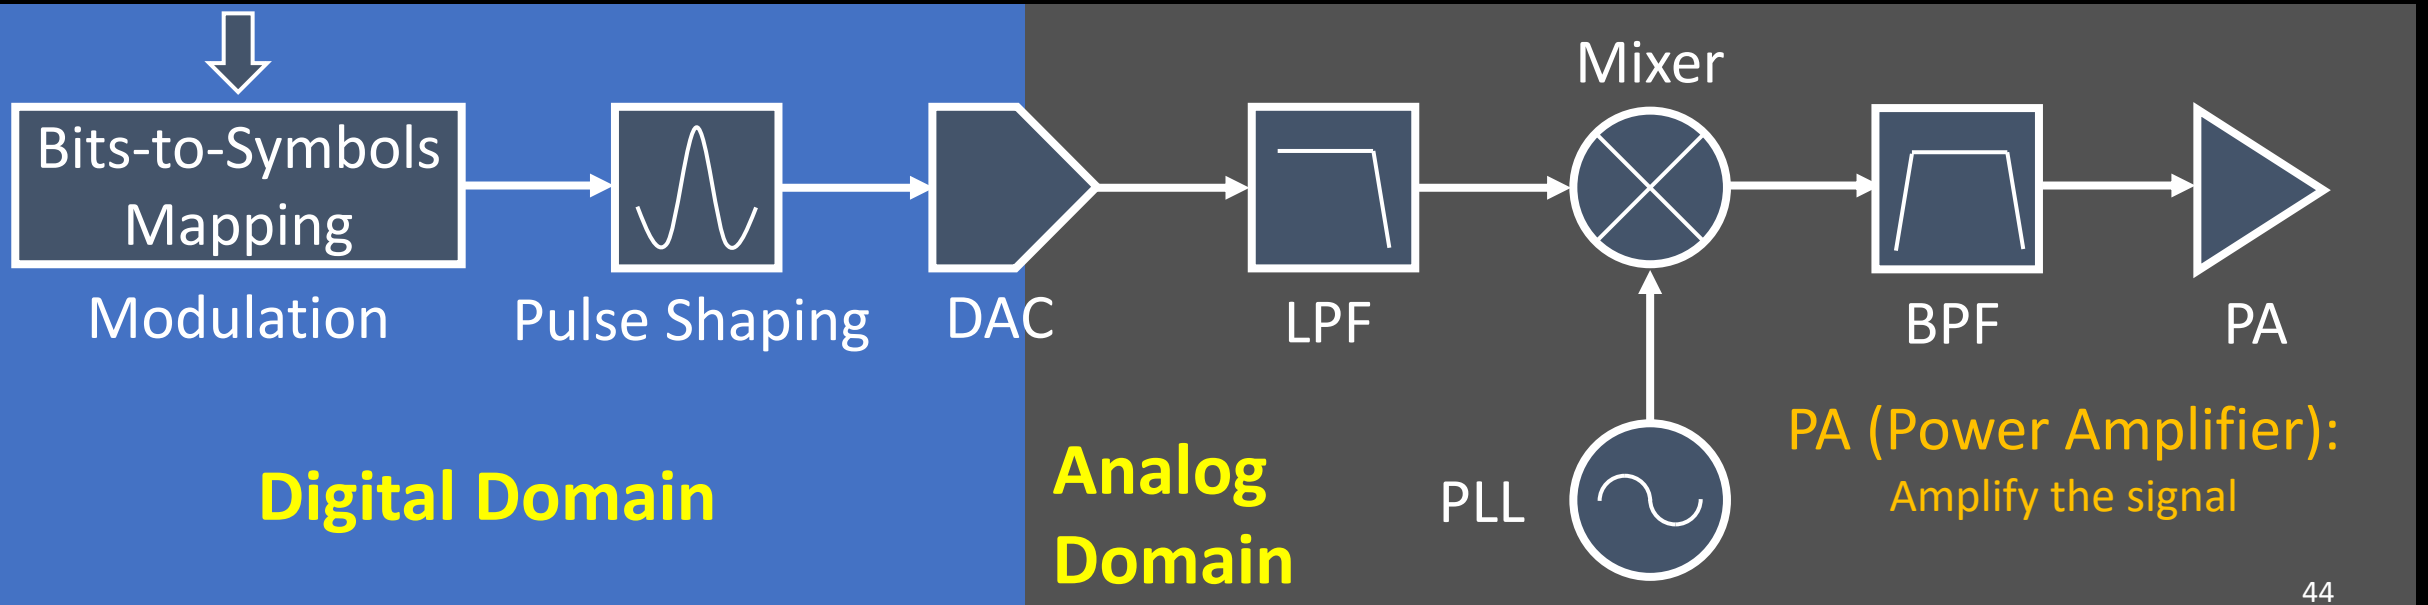 Mixer
Bits-to-Symbols
Mapping
Modulation
Pulse Shaping
DAC
LPF
BPF
PA
Digital Domain
Analog
Domain
PLL
PA (Power Amplifier):
Amplify the signal
44